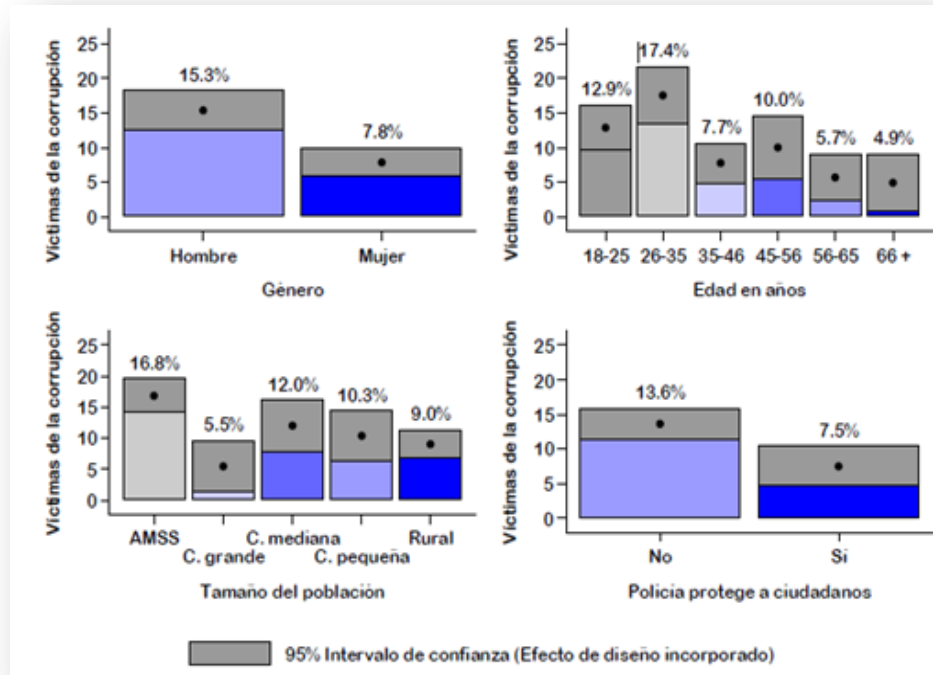 Víctimas de la corrupción
25
20
15
10
5
0
15.3%
7.8%
Hombre
Mujer
Gènero
Víctimas de la corrupción
25
20
15
10
5
0
12.9%
17.4%
7.7%
10.0%
5.7%
4.9%
18-25
26-35
35-46
45-56
56-65
66 +
Edad en años
Víctimas de la corrupción
25
20
15
10
5
0
16.8%
5.5%
12.0%
10.3%
9.0%
AMSS
C. grande
C. mediana
C. pequeña
Rural
Tamaño del población
Víctimas de la corrupción
25
20
15
10
5
0
13.6%
7.5%
No
Si
Policia protege a ciudadanos
95% Intervalo de confianza (Efecto de diseño incorporado)